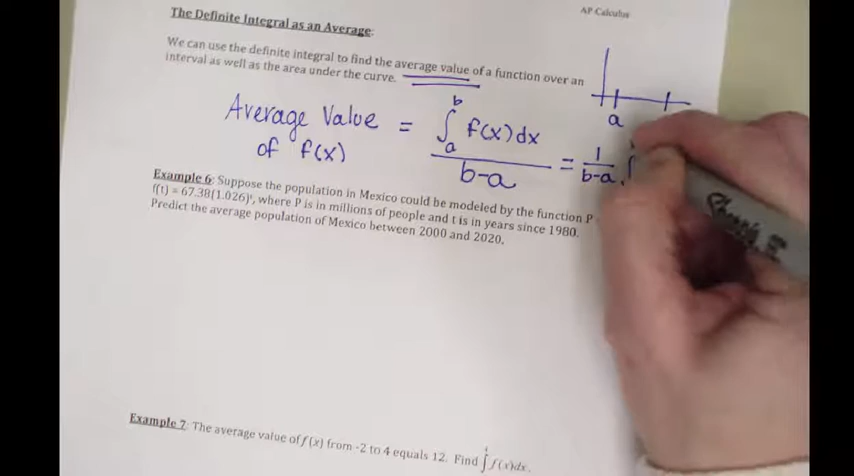 AP Calculus
The Definite Integral as an Average:
We can use the definite integral to find the average value of a function over an
interval as well as the area under the curve.
a
Average Value of f(x) = ∫_a^b f(x)dx / (b-a) = 1/(b-a) ∫
Example 6: Suppose the population in Mexico could be modeled by the function P
f(t) = 67.38(1.026)^t, where P is in millions of people and t is in years since 1980.
Predict the average population of Mexico between 2000 and 2020.
Example 7: The average value of f(x) from -2 to 4 equals 12. Find ∫ f(x)dx.